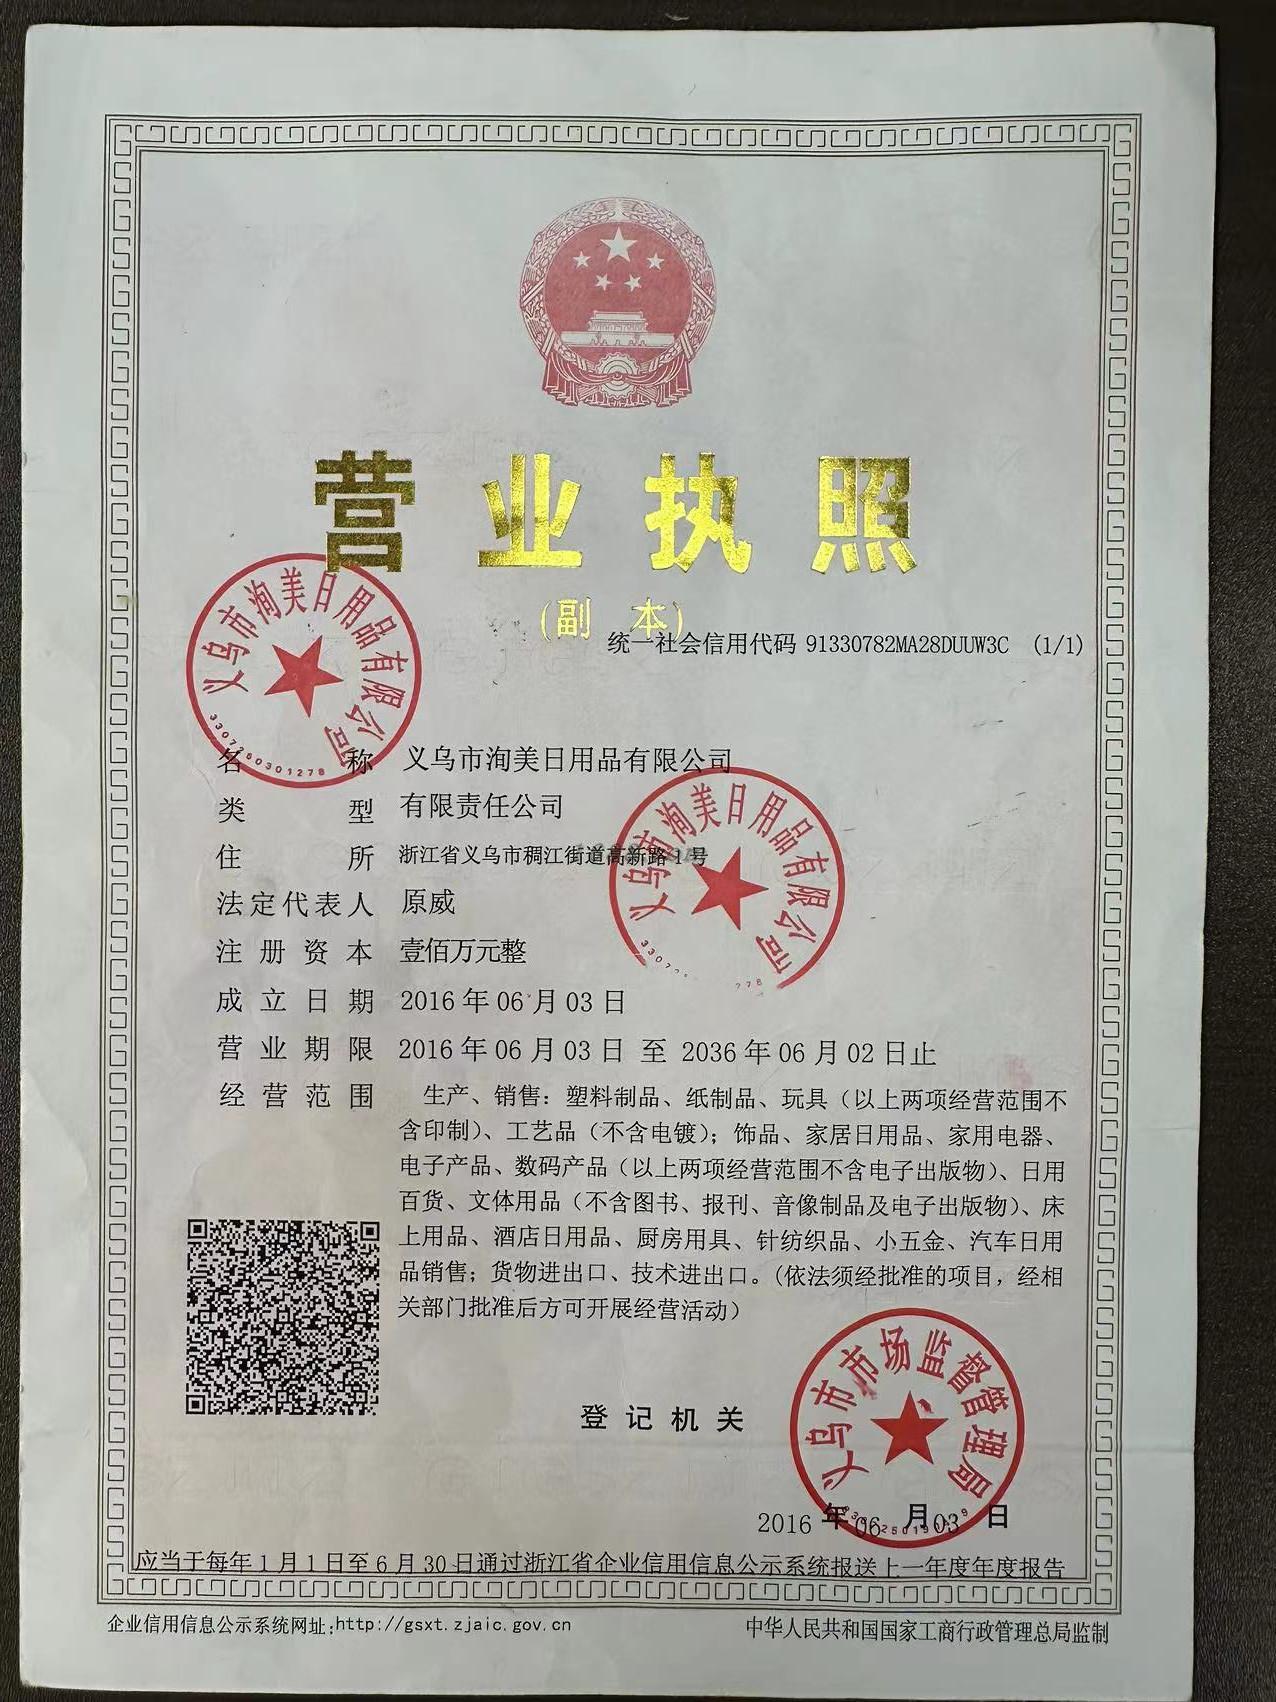 营业执照
(副 本)
统一社会信用代码 91330782MA28DUUW3C (1/1)
义乌市洵美日用品有限公司
3307250301278
名 称 义乌市洵美日用品有限公司
类 型 有限责任公司
住 所 浙江省义乌市稠江街道高新路1号
义乌市洵美日用品有限公司
法定代表人 原威
注册资本 壹佰万元整
成立日期 2016年06月03日
营业期限 2016年06月03日至2036年06月02日止
经营范围 生产、销售：塑料制品、纸制品、玩具（以上两项经营范围不
含印制）、工艺品（不含电镀）；饰品、家居日用品、家用电器、
电子产品、数码产品（以上两项经营范围不含电子出版物）、日用
百货、文体用品（不含图书、报刊、音像制品及电子出版物）、床
上用品、酒店日用品、厨房用具、针纺织品、小五金、汽车日用
品销售；货物进出口、技术进出口。(依法须经批准的项目，经相
关部门批准后方可开展经营活动）
登记机关
义乌市市场监督管理局
2016年06月03日
应当于每年1月1日至6月30日通过浙江省企业信用信息公示系统报送上一年度年度报告
企业信用信息公示系统网址:http://gsxt.zjaic.gov.cn
中华人民共和国国家工商行政管理总局监制